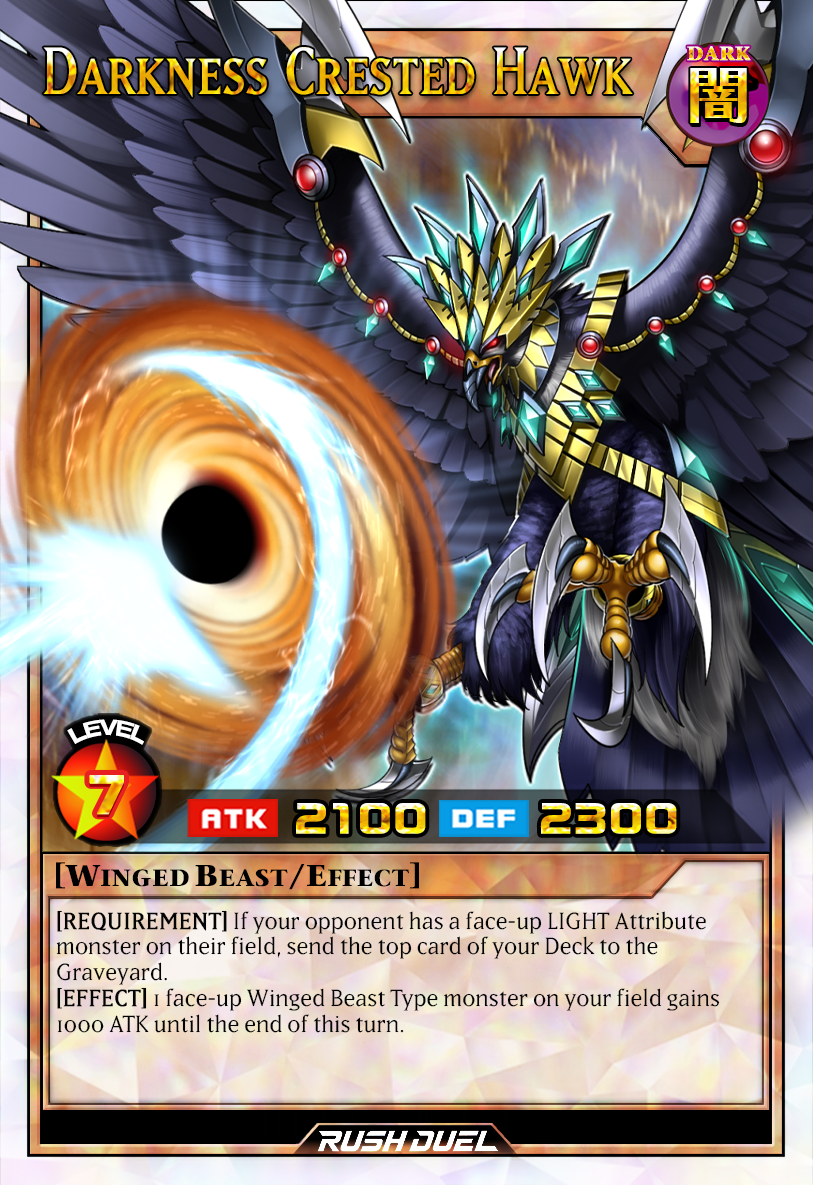 Darkness Crested Hawk
DARK
闇
LEVEL
7
ATK 2100 DEF 2300
[Winged Beast/Effect]
[REQUIREMENT] If your opponent has a face-up LIGHT Attribute
monster on their field, send the top card of your Deck to the
Graveyard.
[EFFECT] 1 face-up Winged Beast Type monster on your field gains
1000 ATK until the end of this turn.
RUSH DUEL